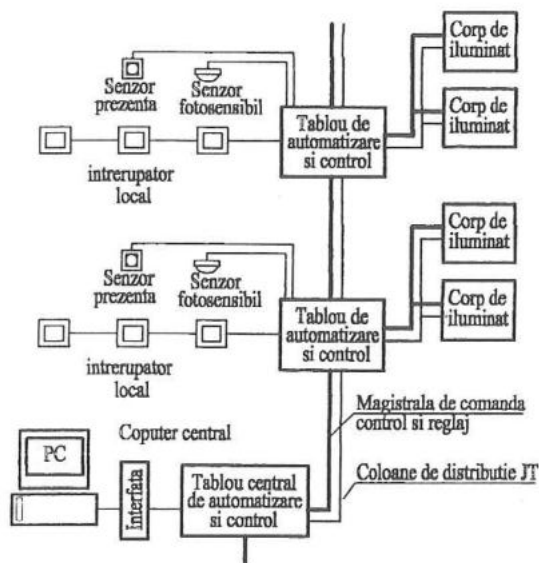 Senzor
prezenta
Senzor
fotosensibil
intrerupator
local
Tablou de
automatizare
si control
Corp de
iluminat
Corp de
iluminat
Senzor
prezenta
Senzor
fotosensibil
intrerupator
local
Tablou de
automatizare
si control
Corp de
iluminat
Corp de
iluminat
Magistrala de comanda
control si reglaj
Coloane de distributie JT
Coputer central
PC
Interfata
Tablou central
de automatizare
si control